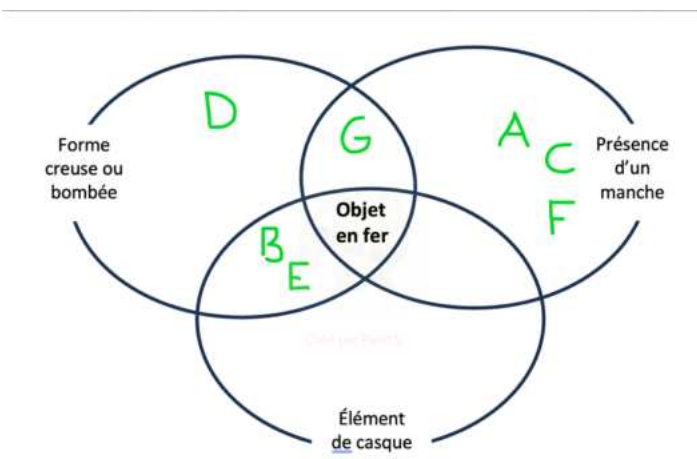 D
G
A
C
F
Forme
creuse ou
bombée
Présence
d'un
manche
Objet
en fer
B
E
Élément
de casque